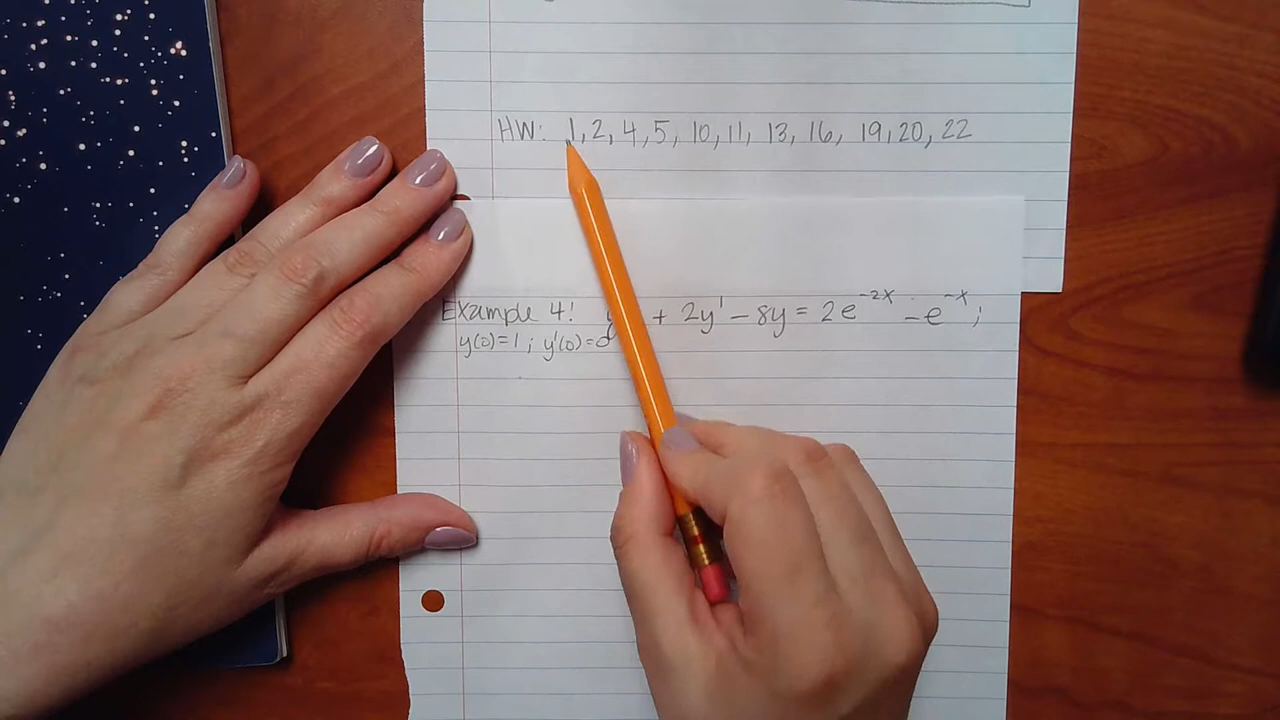 HW: 1, 2, 4, 5, 10, 11, 13, 16, 19, 20, 22
Example 4! y + 2y' - 8y = 2e^-2x - e^-x ;
y(0)=1 ; y'(0)=0